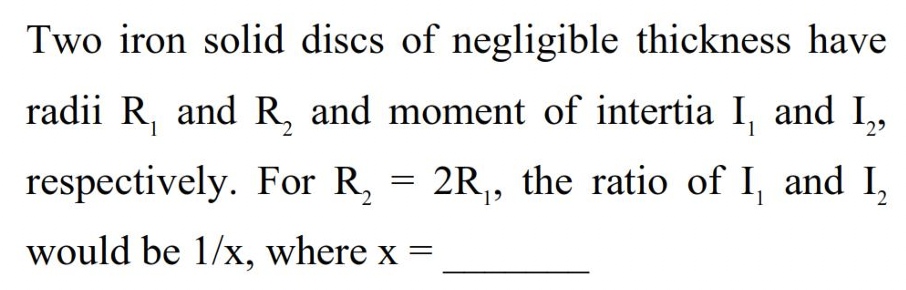 Two iron solid discs of negligible thickness have
radii R₁ and R₂ and moment of inertia I₁ and I₂,
respectively. For R₂ = 2R₁, the ratio of I₁ and I₂
would be 1/x, where x = _______